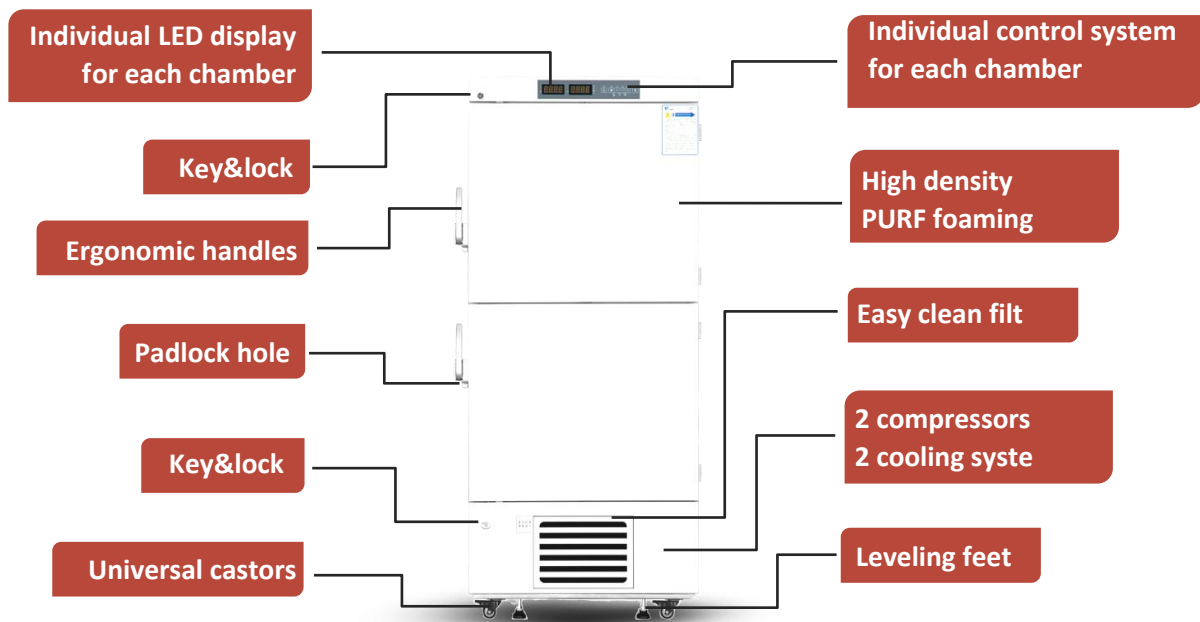 Individual LED display
for each chamber
Individual control system
for each chamber
Key&lock
High density
PURF foaming
Ergonomic handles
Easy clean filt
Padlock hole
2 compressors
2 cooling syste
Key&lock
Universal castors
Leveling feet